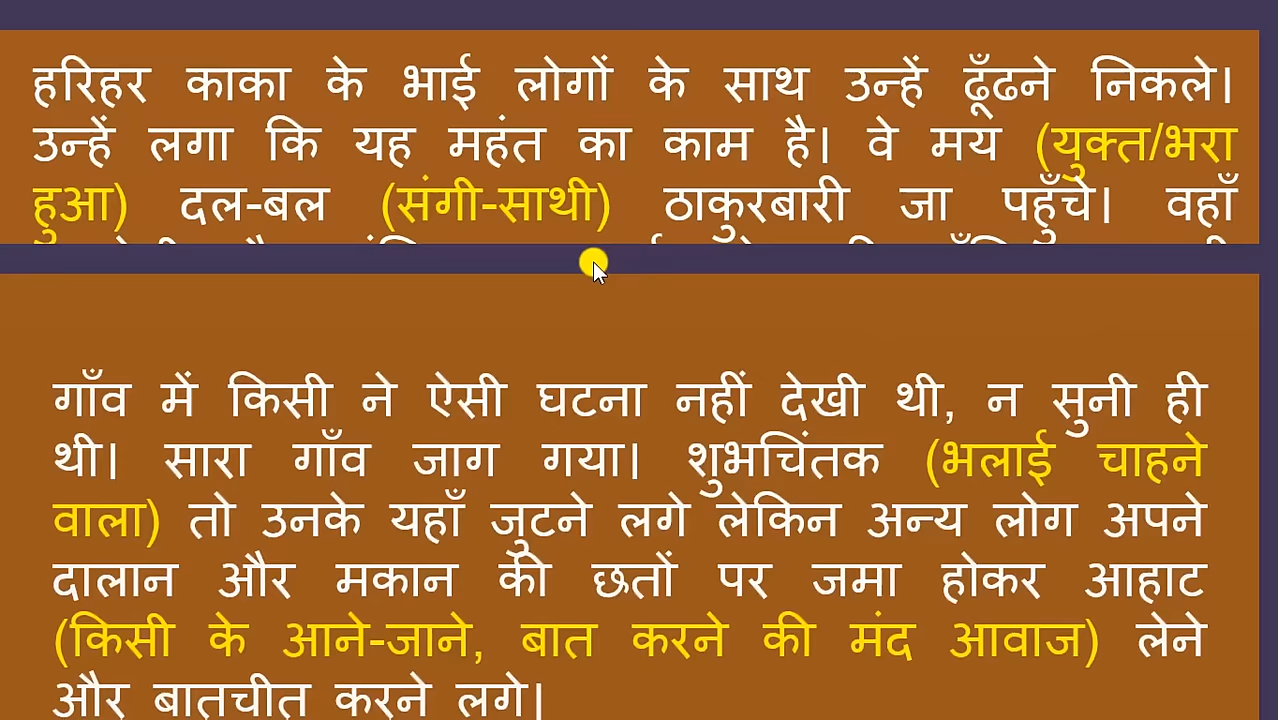 हरिहर काका के भाई लोगों के साथ उन्हें ढूँढने निकले।
उन्हें लगा कि यह महंत का काम है। वे मय (युक्त/भरा
हुआ) दल-बल (संगी-साथी) ठाकुरबारी जा पहुँचे। वहाँ
गाँव में किसी ने ऐसी घटना नहीं देखी थी, न सुनी ही
थी। सारा गाँव जाग गया। शुभचिंतक (भलाई चाहने
वाला) तो उनके यहाँ जुटने लगे लेकिन अन्य लोग अपने
दालान और मकान की छतों पर जमा होकर आहाट
(किसी के आने-जाने, बात करने की मंद आवाज) लेने
और बातचीत करने लगे।